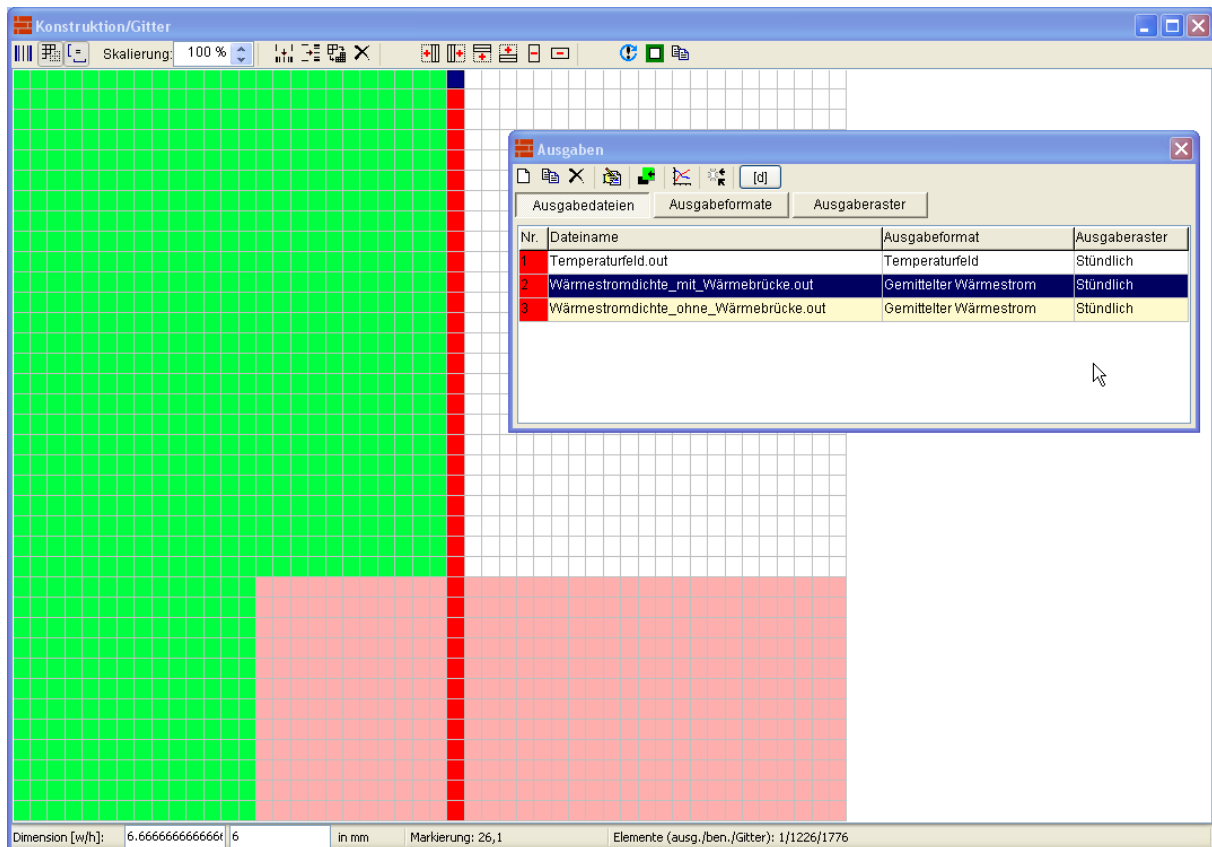 Konstruktion/Gitter
Skalierung: 100 %
Ausgaben
[d]
Ausgabedateien Ausgabeformate Ausgaberaster
Nr. Dateiname Ausgabeformat Ausgaberaster
1 Temperaturfeld.out Temperaturfeld Stündlich
2 Wärmestromdichte_mit_Wärmebrücke.out Gemittelter Wärmestrom Stündlich
3 Wärmestromdichte_ohne_Wärmebrücke.out Gemittelter Wärmestrom Stündlich
Dimension [w/h]: 6 in mm Markierung: 26,1 Elemente (ausg./ben./Gitter): 1/1226/1776